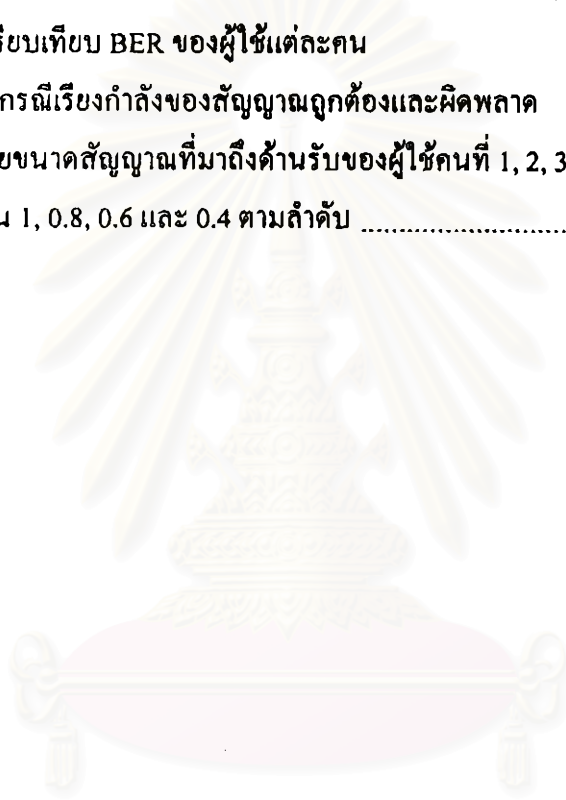 รียบเทียบ BER ของผู้ใช้แต่ละคน
กรณีเรียงกำลังของสัญญาณถูกต้องและผิดพลาด
ยขนาดสัญญาณที่มาถึงด้านรับของผู้ใช้คนที่ 1, 2, 3
น 1, 0.8, 0.6 และ 0.4 ตามลำดับ ................................